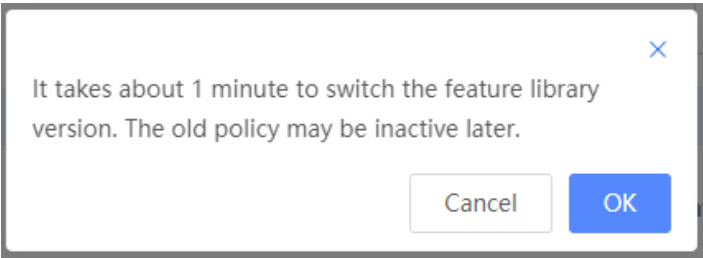 It takes about 1 minute to switch the feature library
version. The old policy may be inactive later.
Cancel
OK